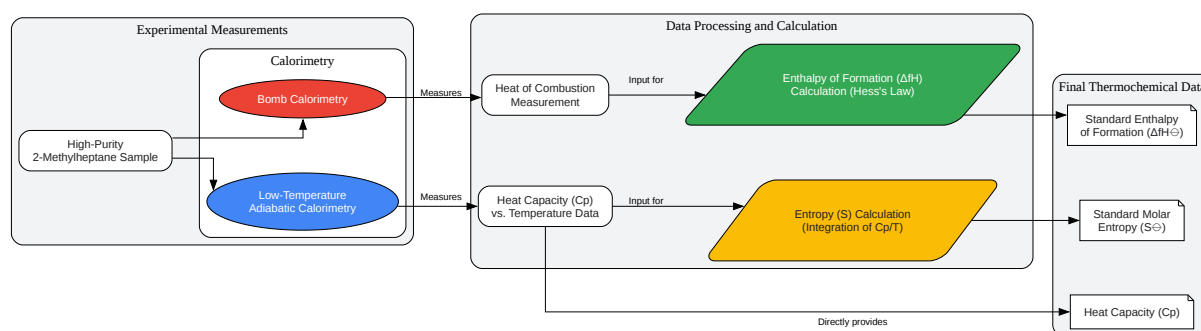 Experimental Measurements
Calorimetry
Bomb Calorimetry
High-Purity
2-Methylheptane Sample
Low-Temperature
Adiabatic Calorimetry
Measures
Measures
Data Processing and Calculation
Heat of Combustion
Measurement
Input for
Enthalpy of Formation (ΔfH)
Calculation (Hess's Law)
Heat Capacity (Cp)
vs. Temperature Data
Input for
Entropy (S) Calculation
(Integration of Cp/T)
Directly provides
Final Thermochemical Data
Standard Enthalpy
of Formation (ΔfH⊖)
Standard Molar
Entropy (S⊖)
Heat Capacity (Cp)